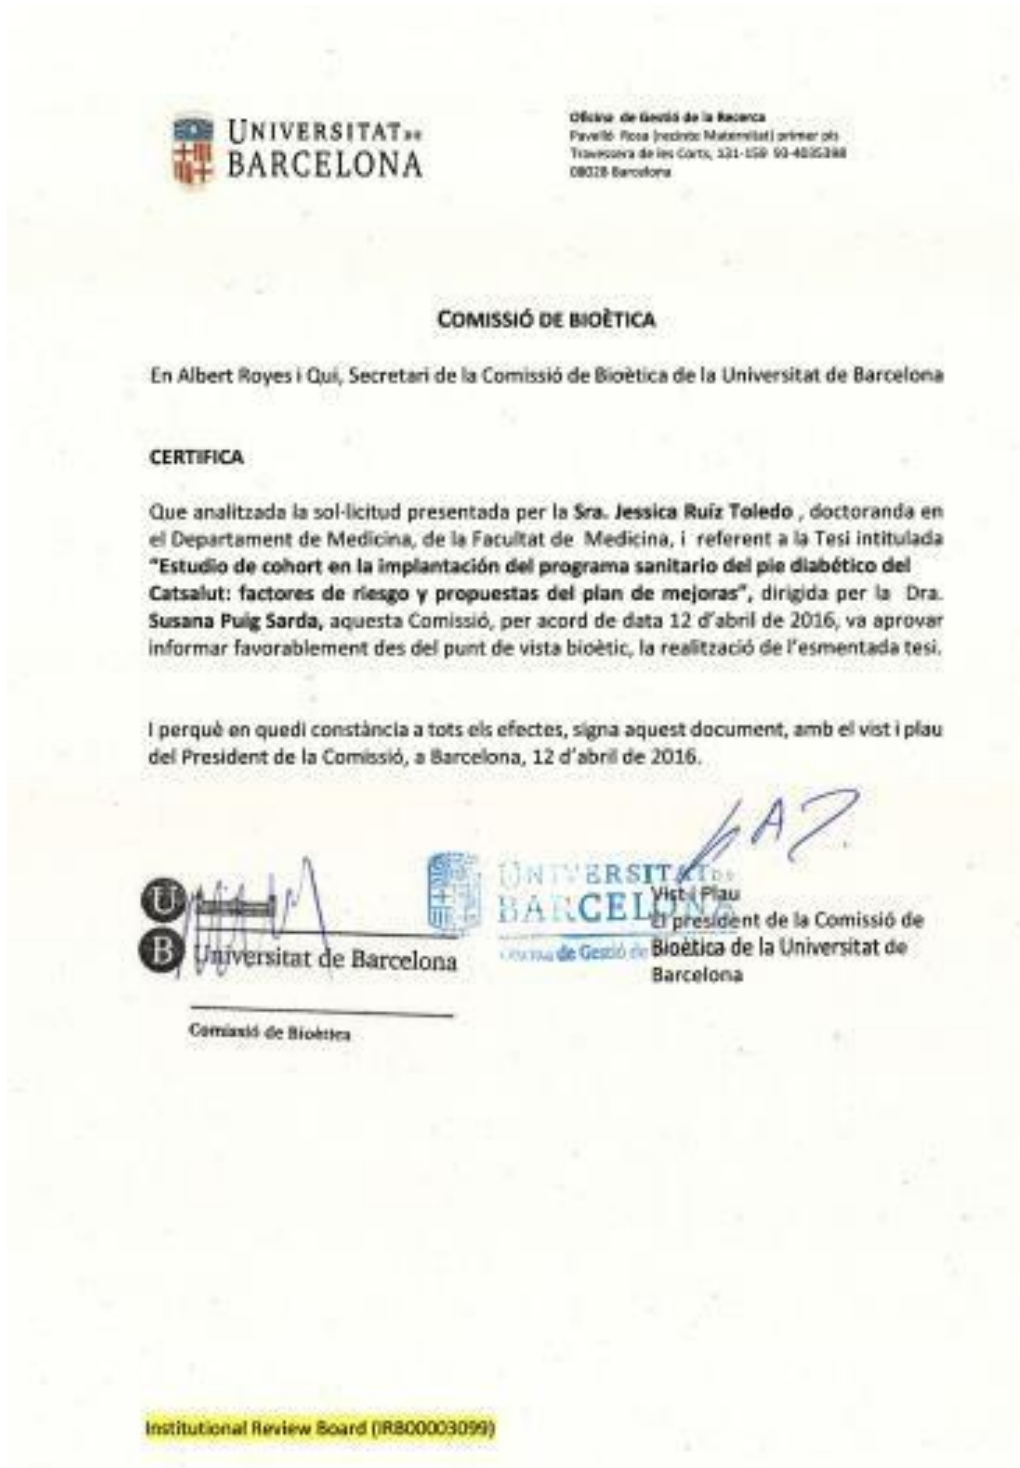 UNIVERSITAT DE
BARCELONA
Oficina de Gestió de la Recerca
Pavelló Rosa (recinte Maternitat) primer pis
Travessera de les Corts, 131-159 93-4035398
08028 Barcelona
COMISSIÓ DE BIOÈTICA
En Albert Royes i Qui, Secretari de la Comissió de Bioètica de la Universitat de Barcelona
CERTIFICA
Que analitzada la sol·licitud presentada per la Sra. Jessica Ruíz Toledo , doctoranda en
el Departament de Medicina, de la Facultat de Medicina, i referent a la Tesi intitulada
"Estudio de cohort en la implantación del programa sanitario del pie diabético del
Catsalut: factores de riesgo y propuestas del plan de mejoras", dirigida per la Dra.
Susana Puig Sarda, aquesta Comissió, per acord de data 12 d'abril de 2016, va aprovar
informar favorablement des del punt de vista bioètic, la realització de l'esmentada tesi.
I perquè en quedi constància a tots els efectes, signa aquest document, amb el vist i plau
del President de la Comissió, a Barcelona, 12 d'abril de 2016.
U
B
Universitat de Barcelona
Comissió de Bioètica
UNIVERSITAT DE
BARCELONA
Oficina de Gestió de
Vist i Plau
El president de la Comissió de
Bioètica de la Universitat de
Barcelona
Institutional Review Board (IRB00003099)